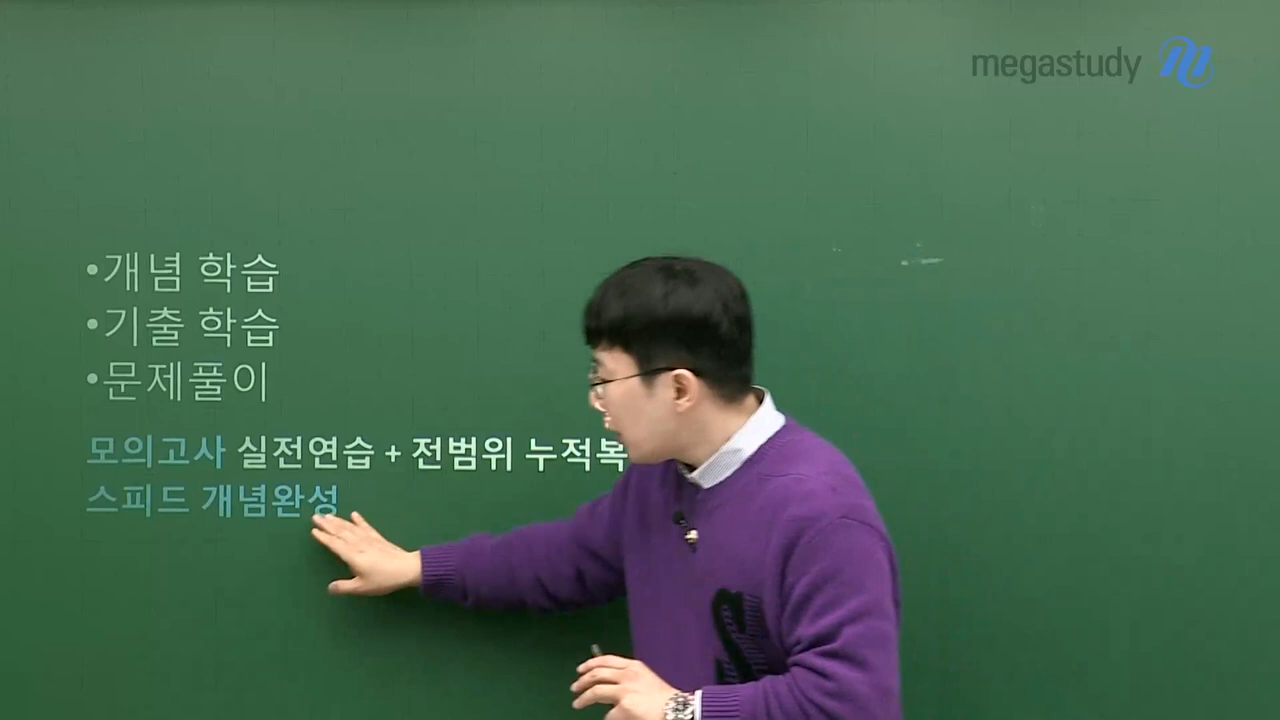 megastudy
•개념 학습
•기출 학습
•문제풀이
모의고사 실전연습 + 전범위 누적복
스피드 개념완성